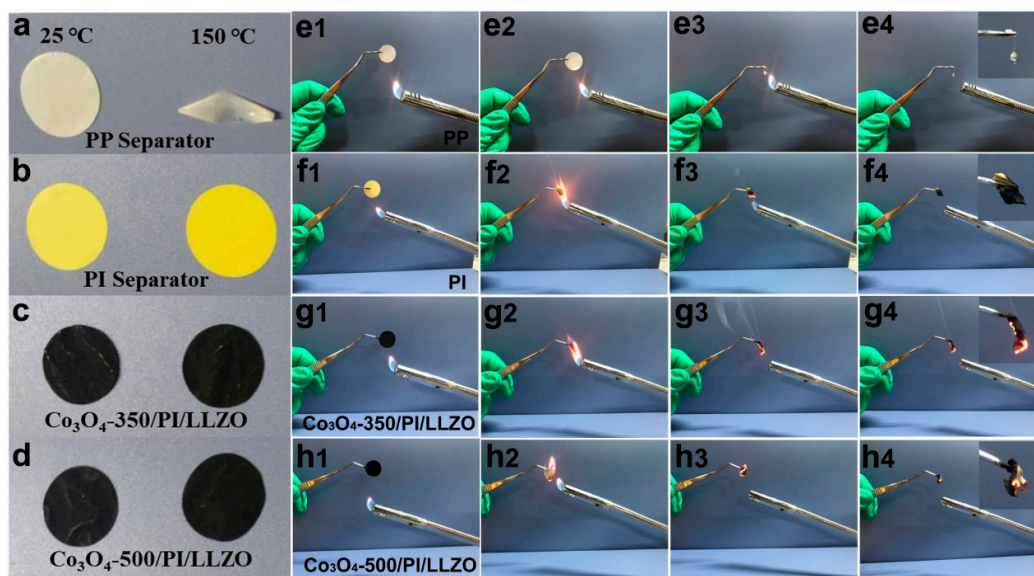 a
25 °C
150 °C
PP Separator
e1
e2
e3
e4
PP
b
PI Separator
f1
f2
f3
f4
PI
c
Co₃O₄-350/PI/LLZO
g1
g2
g3
g4
Co₃O₄-350/PI/LLZO
d
Co₃O₄-500/PI/LLZO
h1
h2
h3
h4
Co₃O₄-500/PI/LLZO